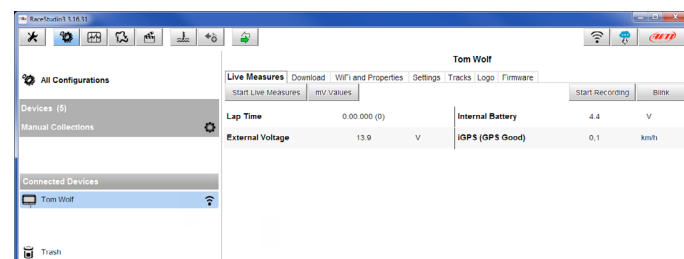 RaceStudio3 3.16.31
AiM
Tom Wolf
All Configurations
Live Measures Download WiFi and Properties Settings Tracks Logo Firmware
Start Live Measures mV Values Start Recording Blink
Devices (5)
Manual Collections
Lap Time 0.00.000 (0) Internal Battery 4.4 V
External Voltage 13.9 V iGPS (GPS Good) 0,1 km/h
Connected Devices
Tom Wolf
Trash